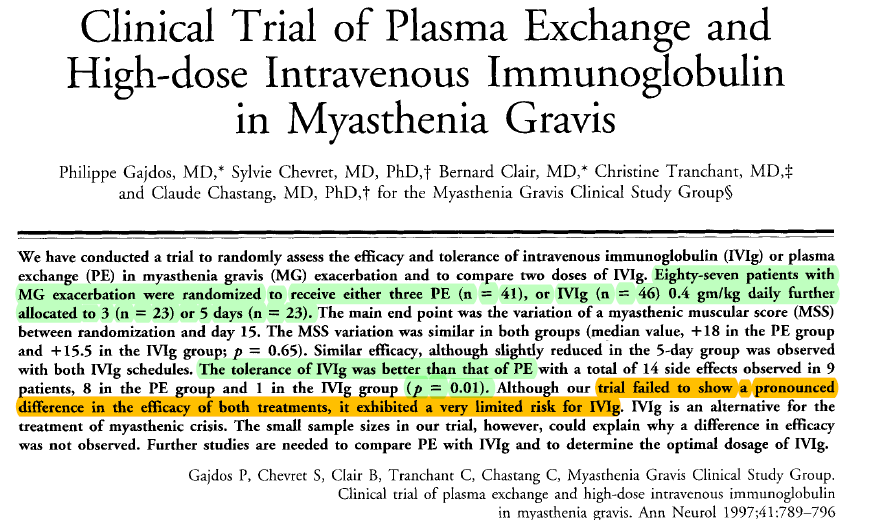 Clinical Trial of Plasma Exchange and
High-dose Intravenous Immunoglobulin
in Myasthenia Gravis
Philippe Gajdos, MD,* Sylvie Chevret, MD, PhD,† Bernard Clair, MD,* Christine Tranchant, MD,‡
and Claude Chastang, MD, PhD,† for the Myasthenia Gravis Clinical Study Group§
We have conducted a trial to randomly assess the efficacy and tolerance of intravenous immunoglobulin (IVIg) or plasma
exchange (PE) in myasthenia gravis (MG) exacerbation and to compare two doses of IVIg. Eighty-seven patients with
MG exacerbation were randomized to receive either three PE (n = 41), or IVIg (n = 46) 0.4 gm/kg daily further
allocated to 3 (n = 23) or 5 days (n = 23). The main end point was the variation of a myasthenic muscular score (MSS)
between randomization and day 15. The MSS variation was similar in both groups (median value, +18 in the PE group
and +15.5 in the IVIg group; p = 0.65). Similar efficacy, although slightly reduced in the 5-day group was observed
with both IVIg schedules. The tolerance of IVIg was better than that of PE with a total of 14 side effects observed in 9
patients, 8 in the PE group and 1 in the IVIg group (p = 0.01). Although our trial failed to show a pronounced
difference in the efficacy of both treatments, it exhibited a very limited risk for IVIg. IVIg is an alternative for the
treatment of myasthenic crisis. The small sample sizes in our trial, however, could explain why a difference in efficacy
was not observed. Further studies are needed to compare PE with IVIg and to determine the optimal dosage of IVIg.
Gajdos P, Chevret S, Clair B, Tranchant C, Chastang C, Myasthenia Gravis Clinical Study Group.
Clinical trial of plasma exchange and high-dose intravenous immunoglobulin
in myasthenia gravis. Ann Neurol 1997;41:789–796